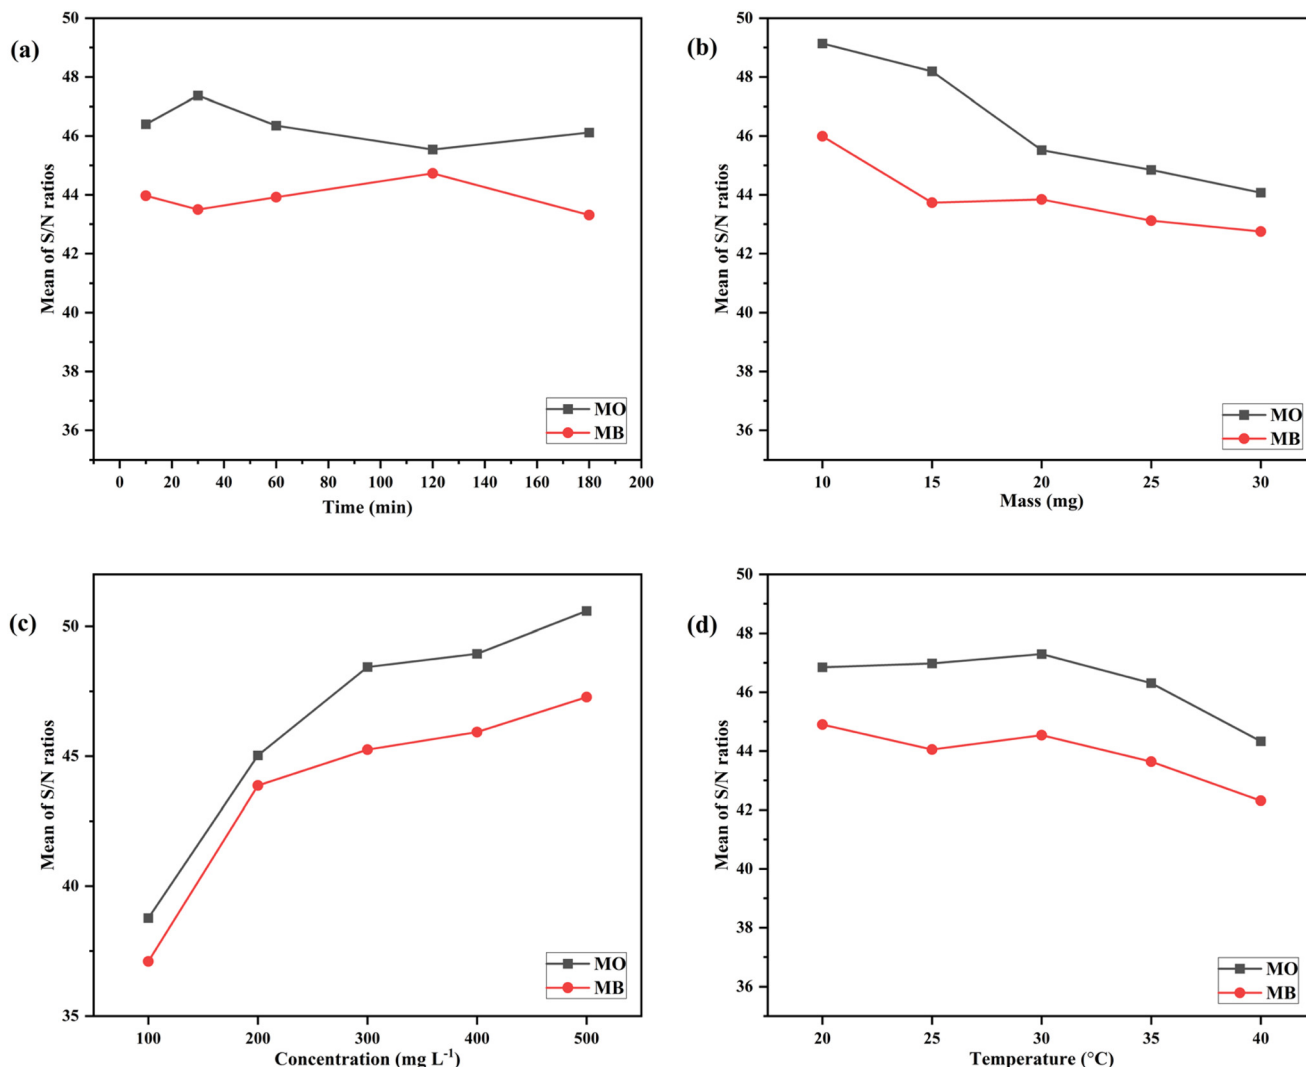 (a)
50
48
46
44
42
40
38
36
Mean of S/N ratios
MO
MB
0 20 40 60 80 100 120 140 160 180 200
Time (min)
(b)
50
48
46
44
42
40
38
36
Mean of S/N ratios
MO
MB
10 15 20 25 30
Mass (mg)
(c)
50
45
40
35
Mean of S/N ratios
MO
MB
100 200 300 400 500
Concentration (mg L⁻¹)
(d)
50
48
46
44
42
40
38
36
Mean of S/N ratios
MO
MB
20 25 30 35 40
Temperature (°C)